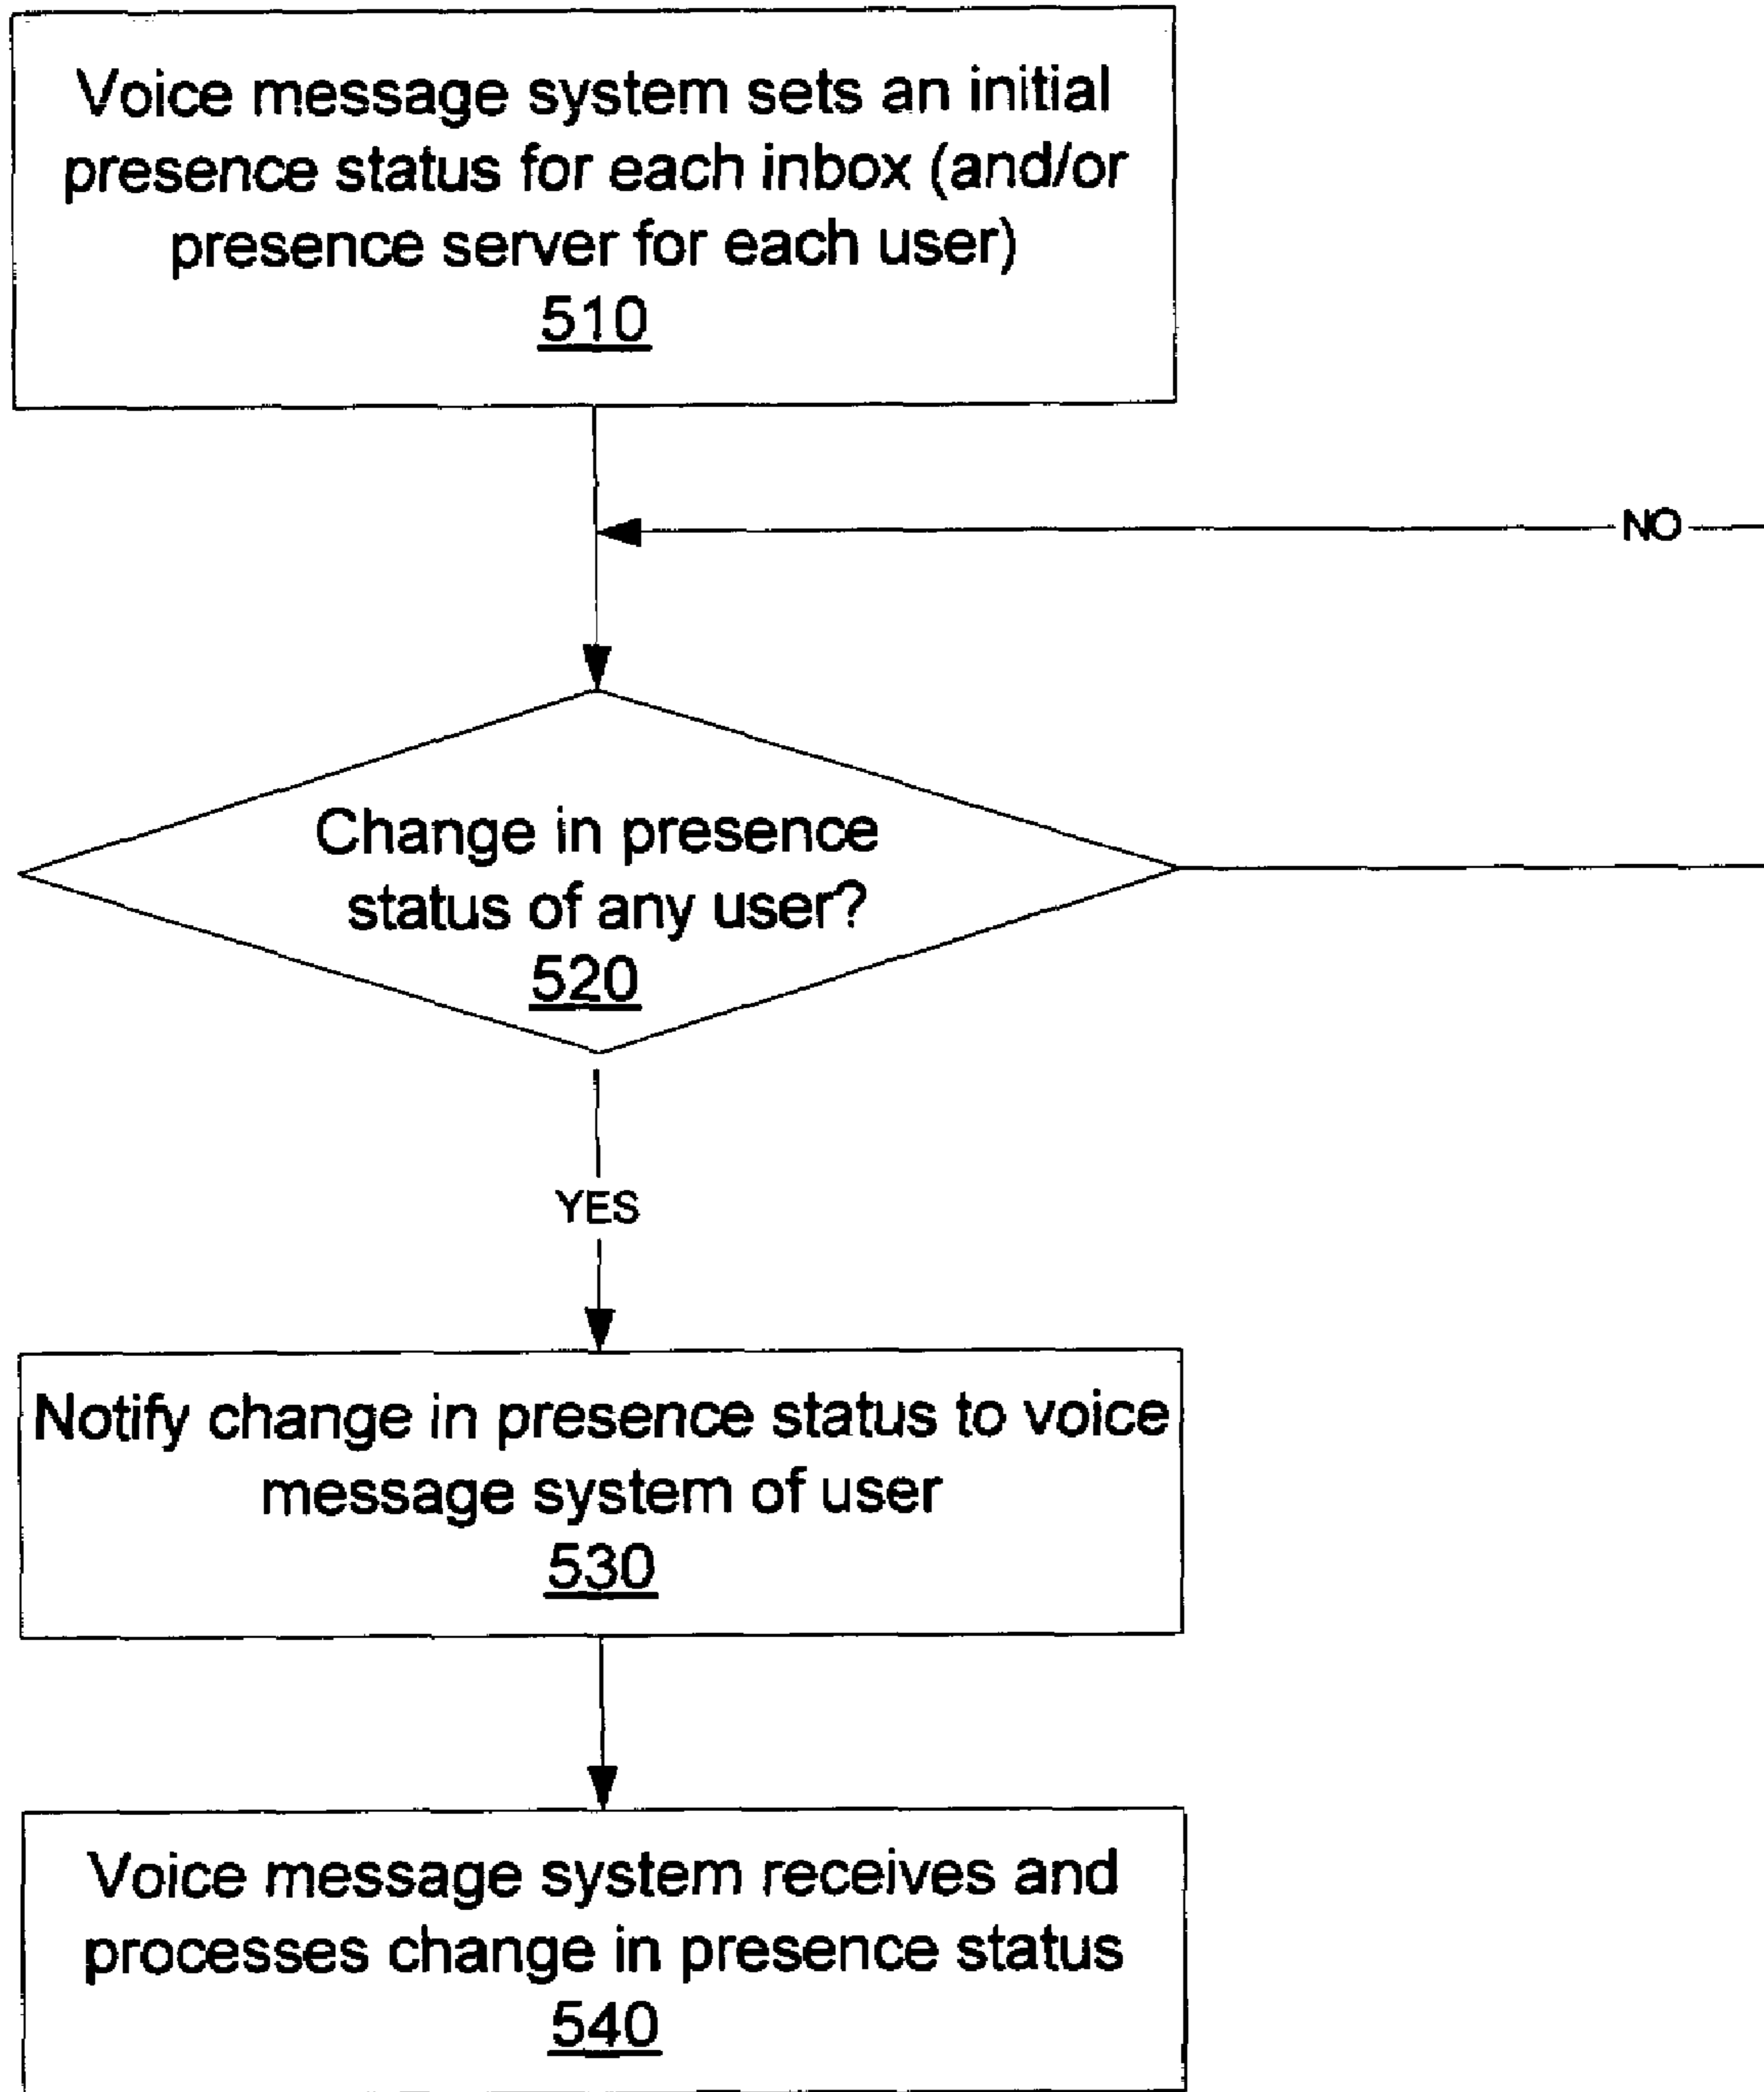 Voice message system sets an initial
presence status for each inbox (and/or
presence server for each user)
510
NO
Change in presence
status of any user?
520
YES
Notify change in presence status to voice
message system of user
530
Voice message system receives and
processes change in presence status
540